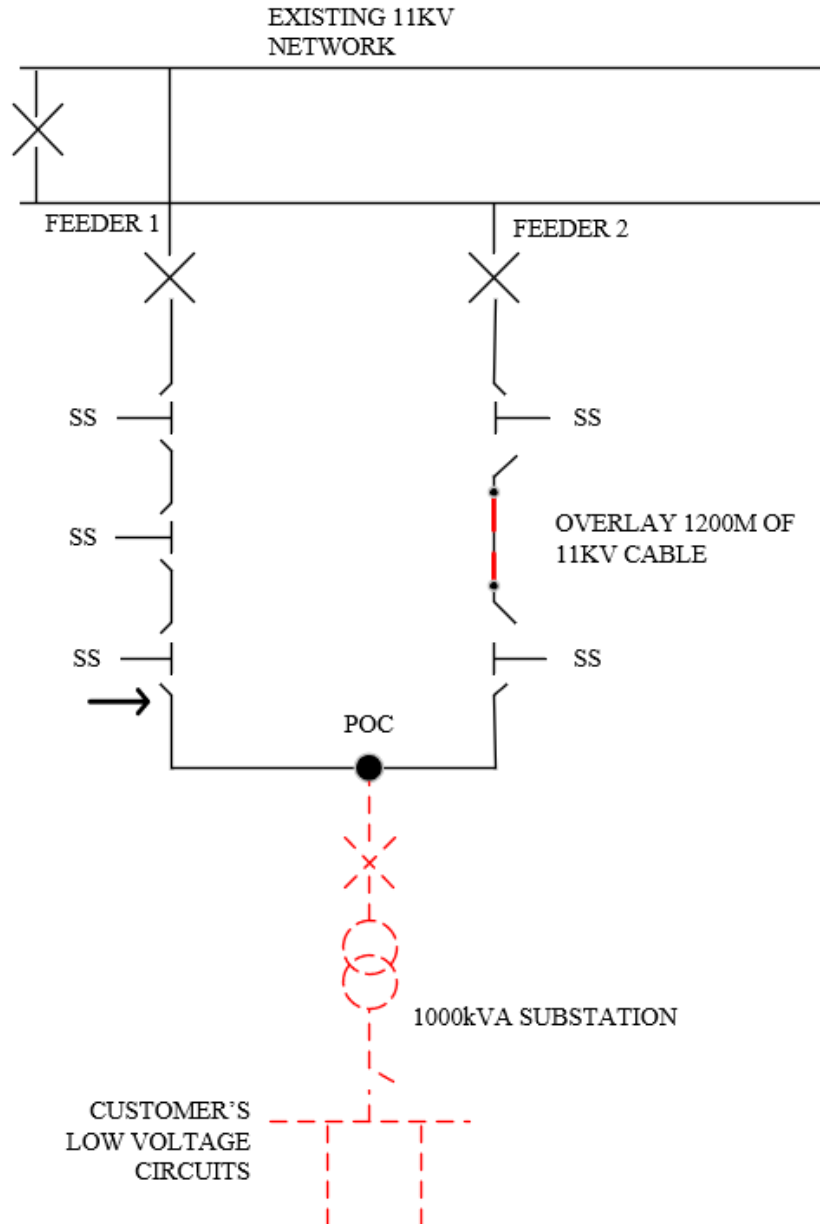 EXISTING 11KV
NETWORK
FEEDER 1
FEEDER 2
SS
SS
SS
OVERLAY 1200M OF
11KV CABLE
SS
SS
POC
1000kVA SUBSTATION
CUSTOMER'S
LOW VOLTAGE
CIRCUITS